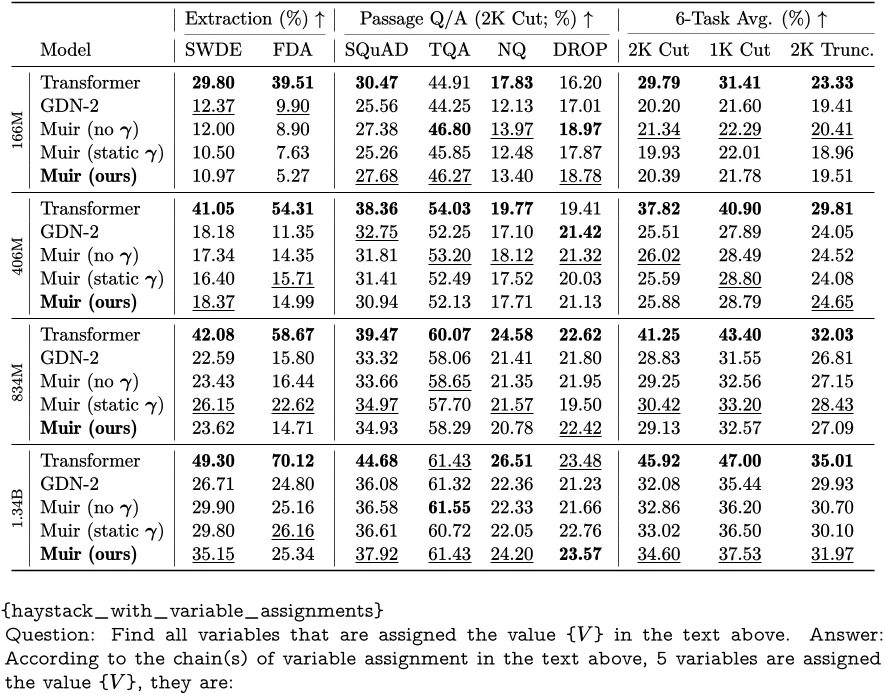 Extraction (%) ↑ Passage Q/A (2K Cut; %) ↑ 6-Task Avg. (%) ↑
Model SWDE FDA SQuAD TQA NQ DROP 2K Cut 1K Cut 2K Trunc.
166M
Transformer 29.80 39.51 30.47 44.91 17.83 16.20 29.79 31.41 23.33
GDN-2 12.37 9.90 25.56 44.25 12.13 17.01 20.20 21.60 19.41
Muir (no γ) 12.00 8.90 27.38 46.80 13.97 18.97 21.34 22.29 20.41
Muir (static γ) 10.50 7.63 25.26 45.85 12.48 17.87 19.93 22.01 18.96
Muir (ours) 10.97 5.27 27.68 46.27 13.40 18.78 20.39 21.78 19.51
406M
Transformer 41.05 54.31 38.36 54.03 19.77 19.41 37.82 40.90 29.81
GDN-2 18.18 11.35 32.75 52.25 17.10 21.42 25.51 27.89 24.05
Muir (no γ) 17.34 14.35 31.81 53.20 18.12 21.32 26.02 28.49 24.52
Muir (static γ) 16.40 15.71 31.41 52.49 17.52 20.03 25.59 28.80 24.08
Muir (ours) 18.37 14.99 30.94 52.13 17.71 21.13 25.88 28.79 24.65
834M
Transformer 42.08 58.67 39.47 60.07 24.58 22.62 41.25 43.40 32.03
GDN-2 22.59 15.80 33.32 58.06 21.41 21.80 28.83 31.55 26.81
Muir (no γ) 23.43 16.44 33.66 58.65 21.35 21.95 29.25 32.56 27.15
Muir (static γ) 26.15 22.62 34.97 57.70 21.57 19.50 30.42 33.20 28.43
Muir (ours) 23.62 14.71 34.93 58.29 20.78 22.42 29.13 32.57 27.09
1.34B
Transformer 49.30 70.12 44.68 61.43 26.51 23.48 45.92 47.00 35.01
GDN-2 26.71 24.80 36.08 61.32 22.36 21.23 32.08 35.44 29.93
Muir (no γ) 29.90 25.16 36.58 61.55 22.33 21.66 32.86 36.20 30.70
Muir (static γ) 29.80 26.16 36.61 60.72 22.05 22.76 33.02 36.50 30.10
Muir (ours) 35.15 25.34 37.92 61.43 24.20 23.57 34.60 37.53 31.97
{haystack_with_variable_assignments}
Question: Find all variables that are assigned the value {V} in the text above. Answer:
According to the chain(s) of variable assignment in the text above, 5 variables are assigned
the value {V}, they are: